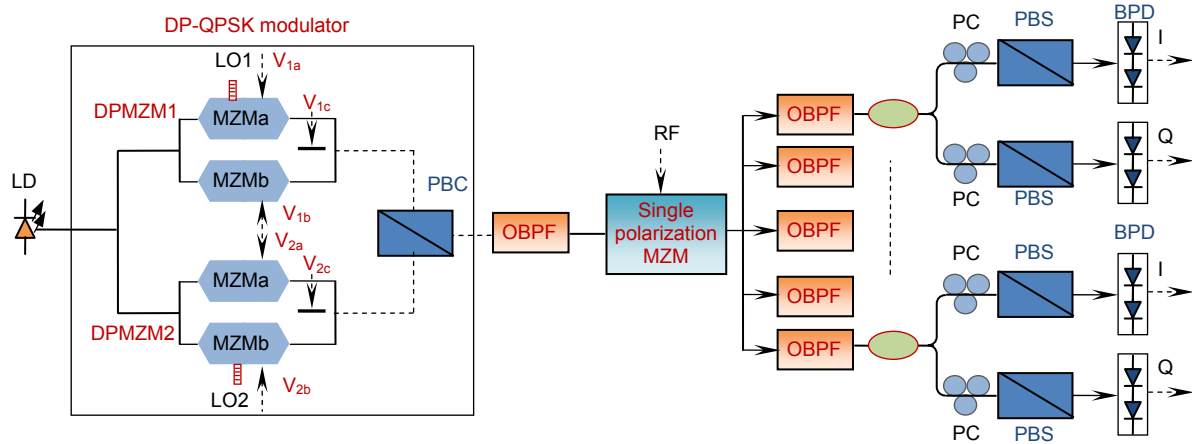 DP-QPSK modulator
LO1
V1a
DPMZM1
MZMa
V1c
MZMb
LD
PBC
V1b
V2a
V2c
MZMa
DPMZM2
MZMb
LO2
V2b
OBPF
RF
Single
polarization
MZM
OBPF
OBPF
OBPF
OBPF
OBPF
PC
PBS
BPD
I
Q
PC
PBS
PC
PBS
BPD
I
Q
PC
PBS